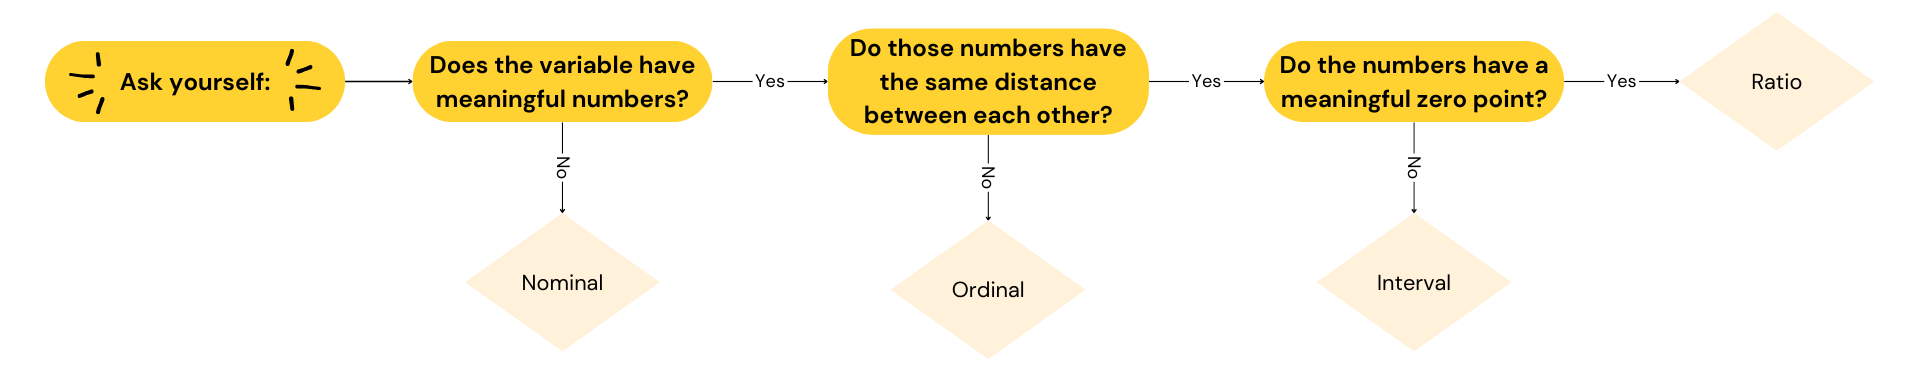 Ask yourself:
Does the variable have
meaningful numbers?
Yes
Do those numbers have
the same distance
between each other?
Yes
Do the numbers have a
meaningful zero point?
Yes
Ratio
No
No
No
Nominal
Ordinal
Interval